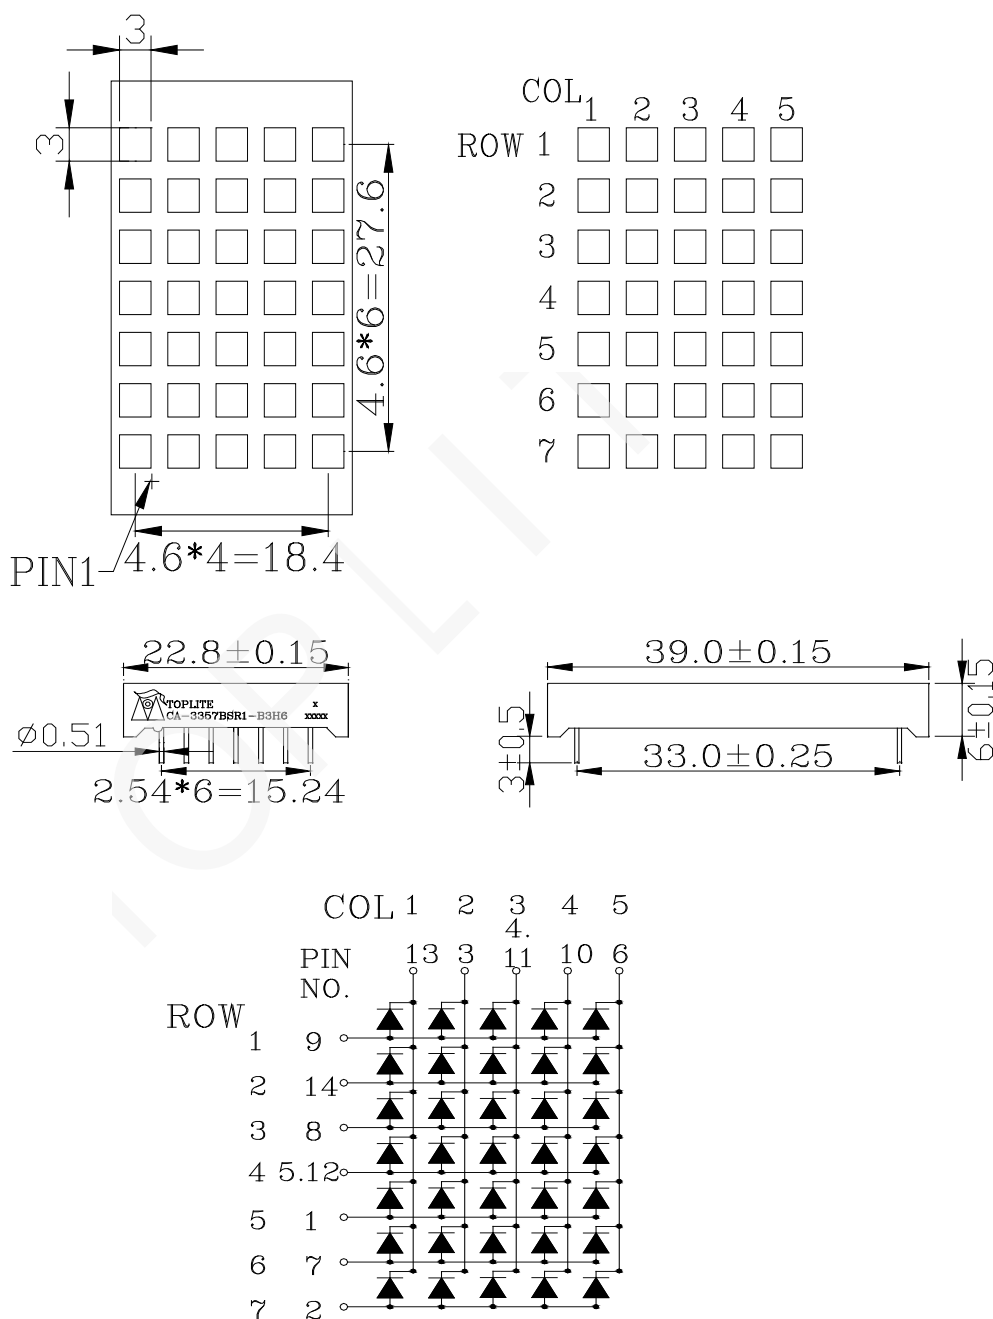 3
3
4.6*6=27.6
PIN1
4.6*4=18.4
COL 1 2 3 4 5
ROW 1
2
3
4
5
6
7
22.8±0.15
TOPLITE x
CA-3357BSR1-B3H6 xxxxx
Ø0.51
2.54*6=15.24
39.0±0.15
3±0.5
33.0±0.25
6±0.15
COL 1 2 3 4 5
4.
PIN 13 3 11 10 6
NO.
ROW
1 9
2 14
3 8
4 5.12
5 1
6 7
7 2
TOPLIT